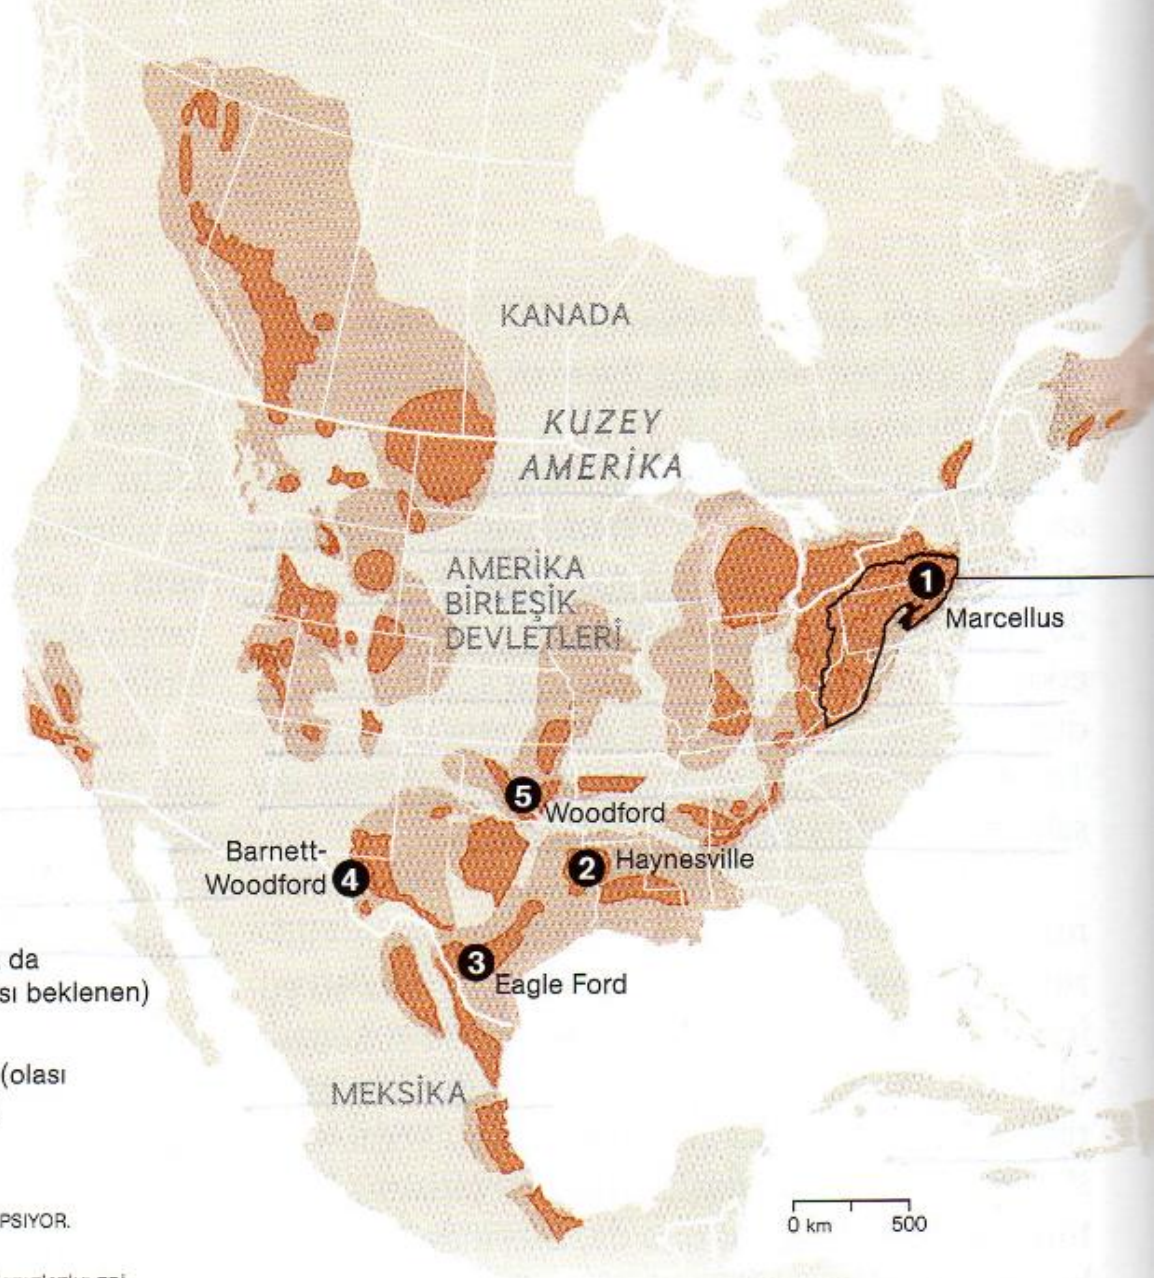 KANADA
KUZEY
AMERİKA
AMERİKA
BİRLEŞİK
DEVLETLERİ
1
Marcellus
5
Woodford
Barnett-
Woodford 4
2 Haynesville
3
Eagle Ford
da
sı beklenen)
(olası
MEKSİKA
PSIYOR.
0 km 500